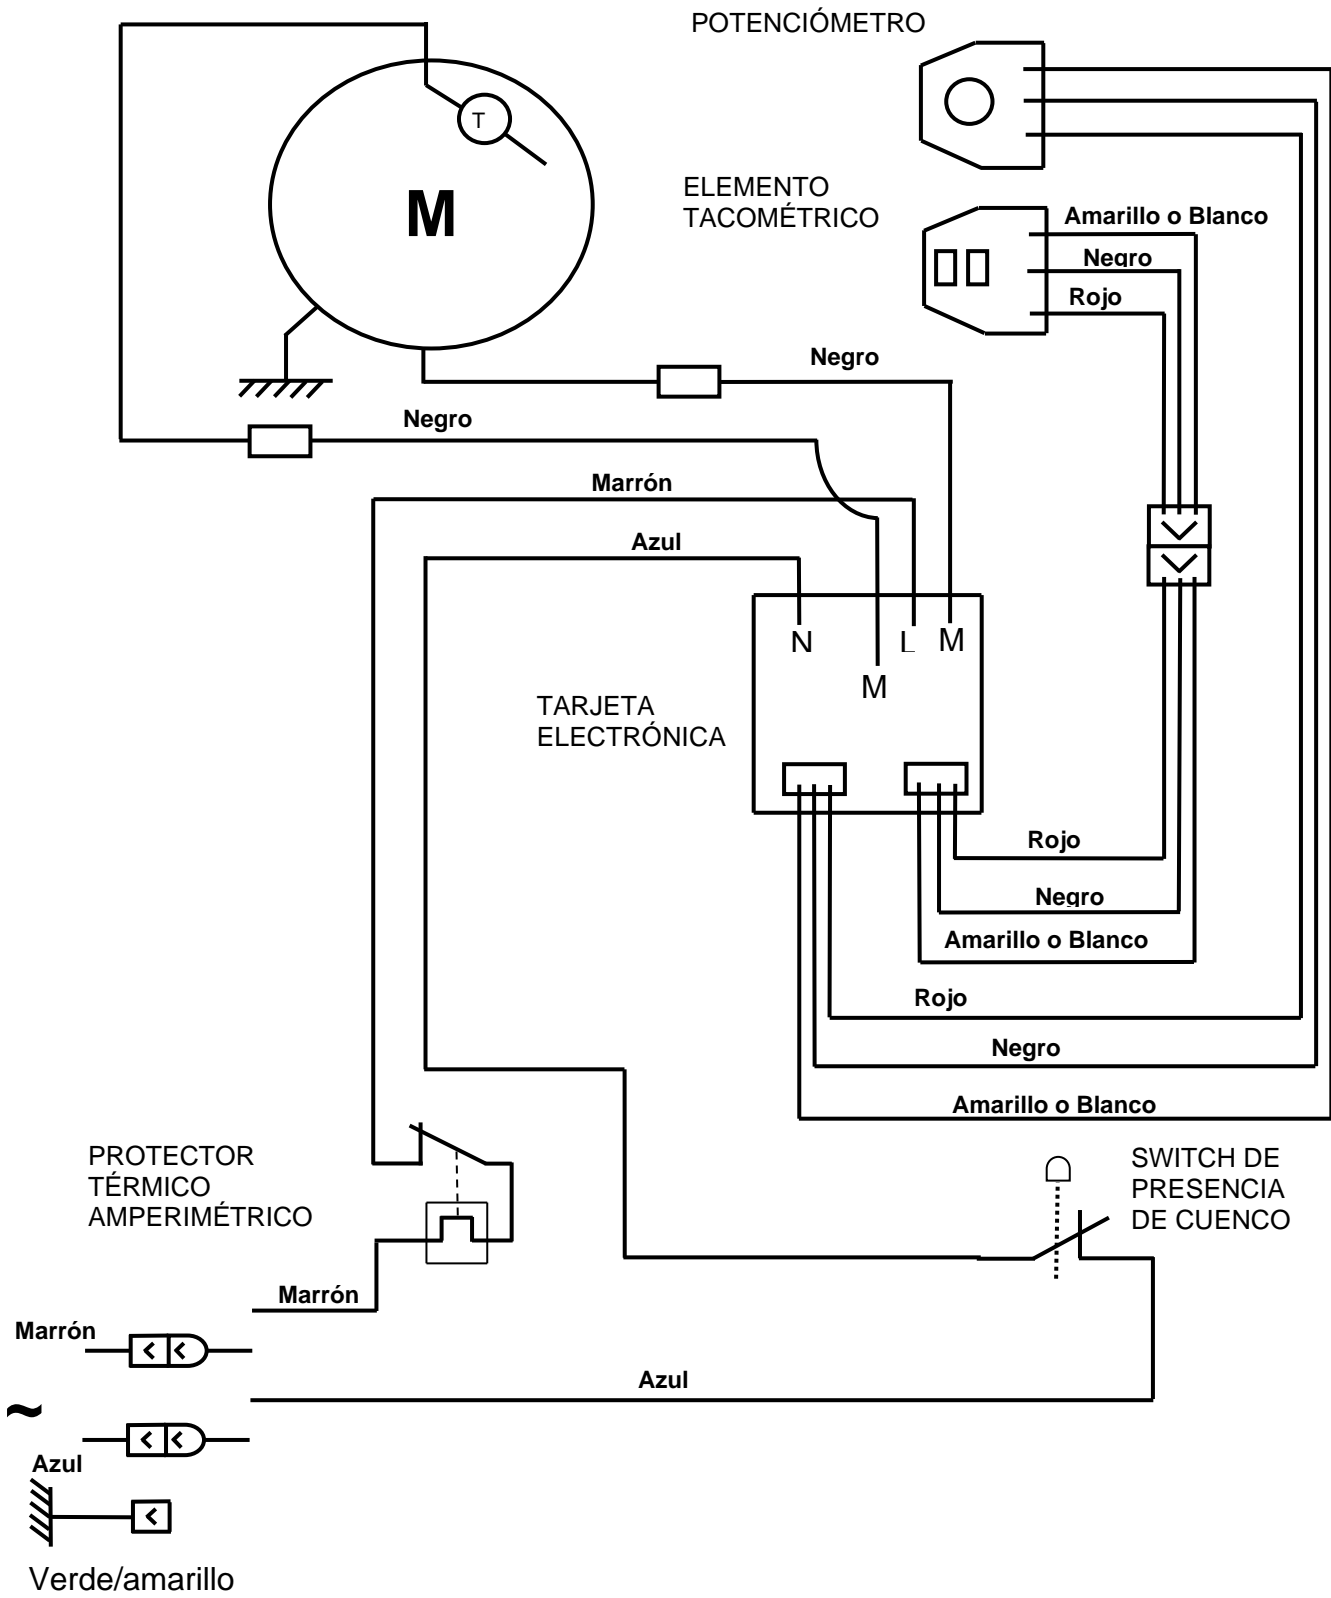 POTENCIÓMETRO
T
M
ELEMENTO
TACOMÉTRICO
Amarillo o Blanco
Negro
Rojo
Negro
Negro
Marrón
Azul
N
L
M
M
TARJETA
ELECTRÓNICA
Rojo
Negro
Amarillo o Blanco
Rojo
Negro
Amarillo o Blanco
PROTECTOR
TÉRMICO
AMPERIMÉTRICO
SWITCH DE
PRESENCIA
DE CUENCO
Marrón
Marrón
Azul
~
Azul
Verde/amarillo